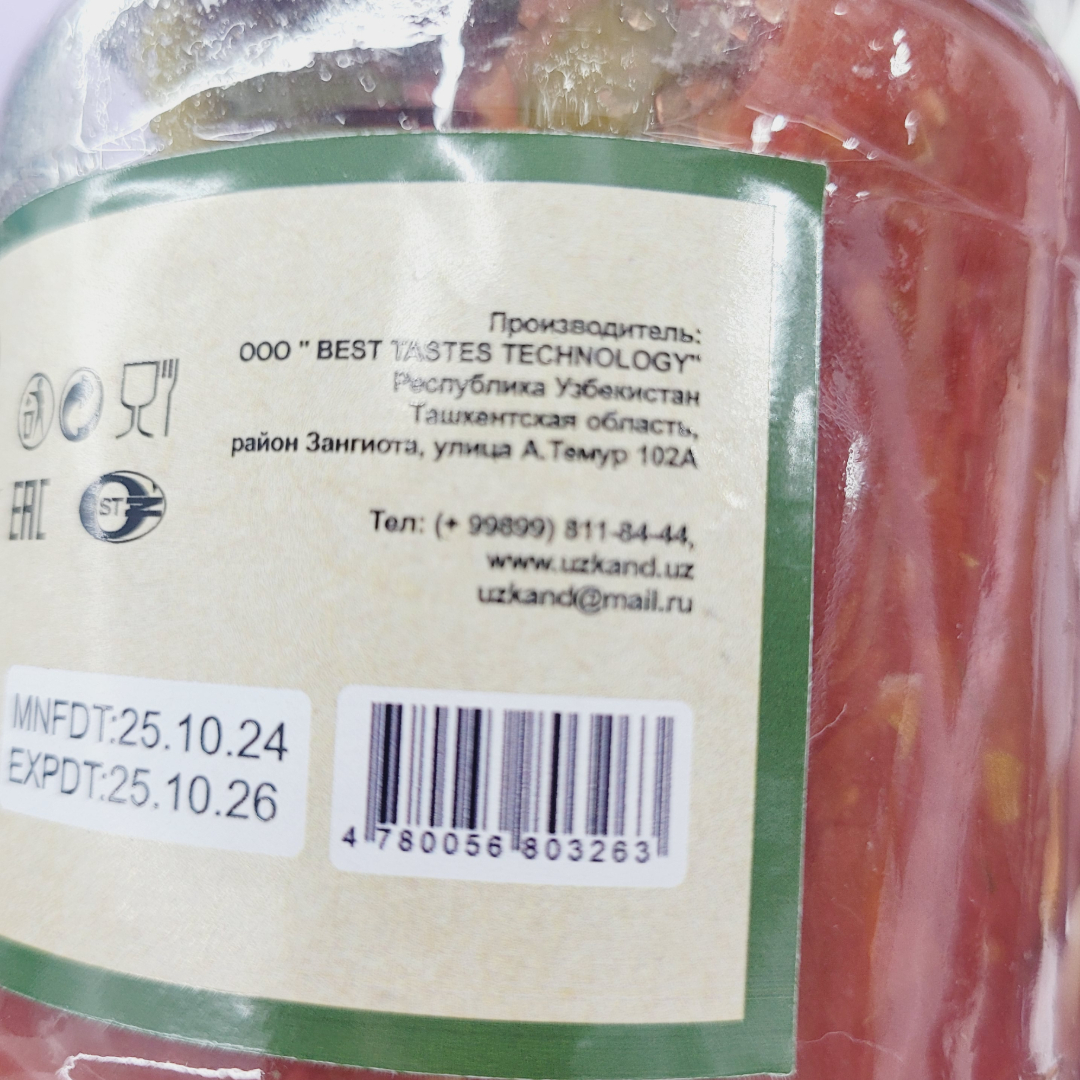 Производитель:
ООО " BEST TASTES TECHNOLOGY"
Республика Узбекистан
Ташкентская область,
район Зангиота, улица А.Темур 102А
Тел: (+ 99899) 811-84-44,
www.uzkand.uz
uzkand@mail.ru
EAC
ST
MNFDT:25.10.24
EXPDT:25.10.26
4 780056 803263